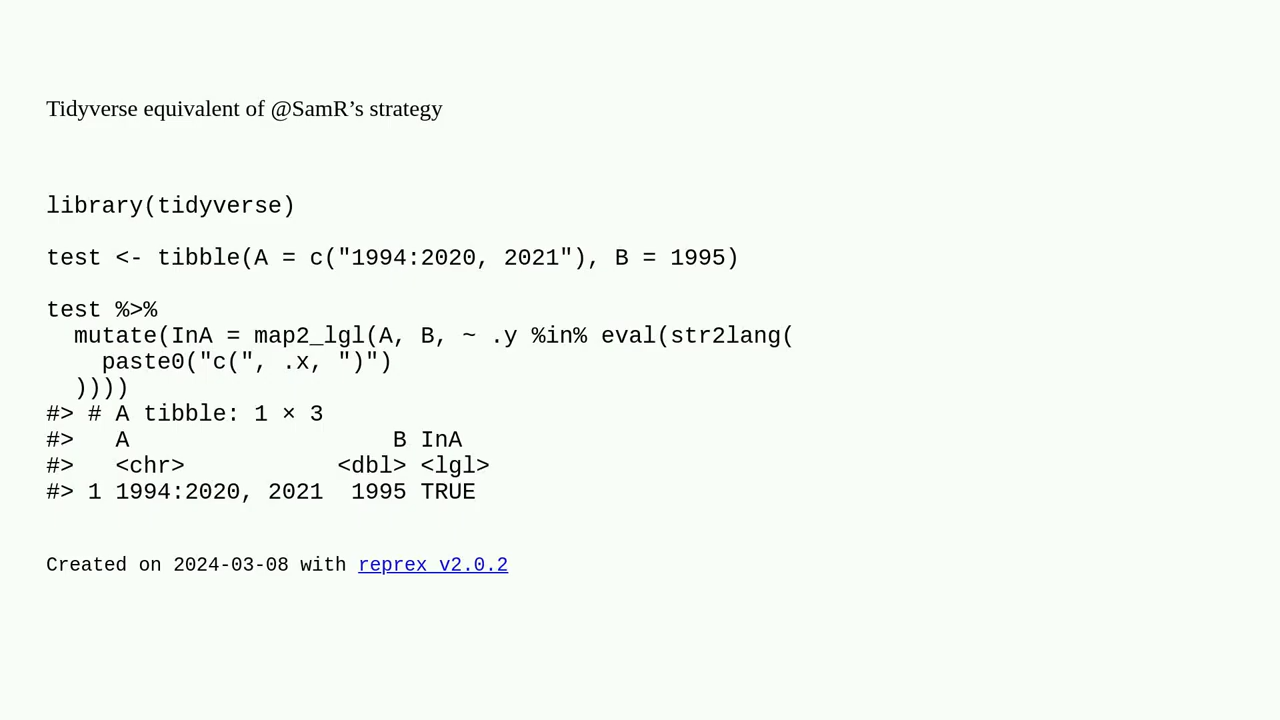 Tidyverse equivalent of @SamR’s strategy
library(tidyverse)
test <- tibble(A = c("1994:2020, 2021"), B = 1995)
test %>%
  mutate(InA = map2_lgl(A, B, ~ .y %in% eval(str2lang(
    paste0("c(", .x, ")")
  ))))
#> # A tibble: 1 × 3
#>   A                   B InA
#>   <chr>           <dbl> <lgl>
#> 1 1994:2020, 2021  1995 TRUE
Created on 2024-03-08 with reprex v2.0.2